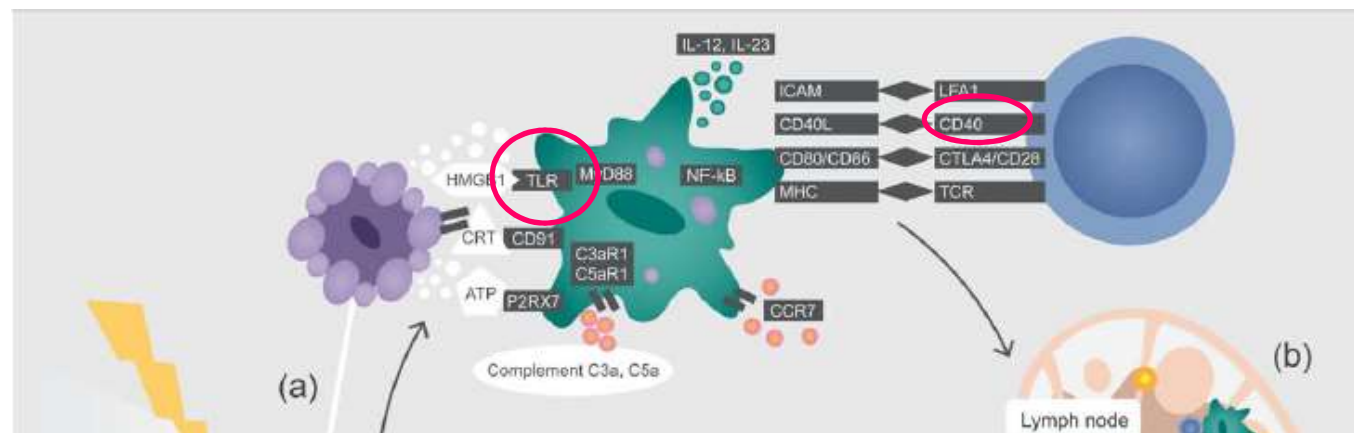 IL-12, IL-23
ICAM
LFA1
CD40L
CD40
CD80/CD86
CTLA4/CD28
MHC
TCR
HMGB1
TLR
MyD88
NF-kB
CRT
CD91
C3aR1
C5aR1
ATP
P2RX7
CCR7
Complement C3a, C5a
(a)
(b)
Lymph node